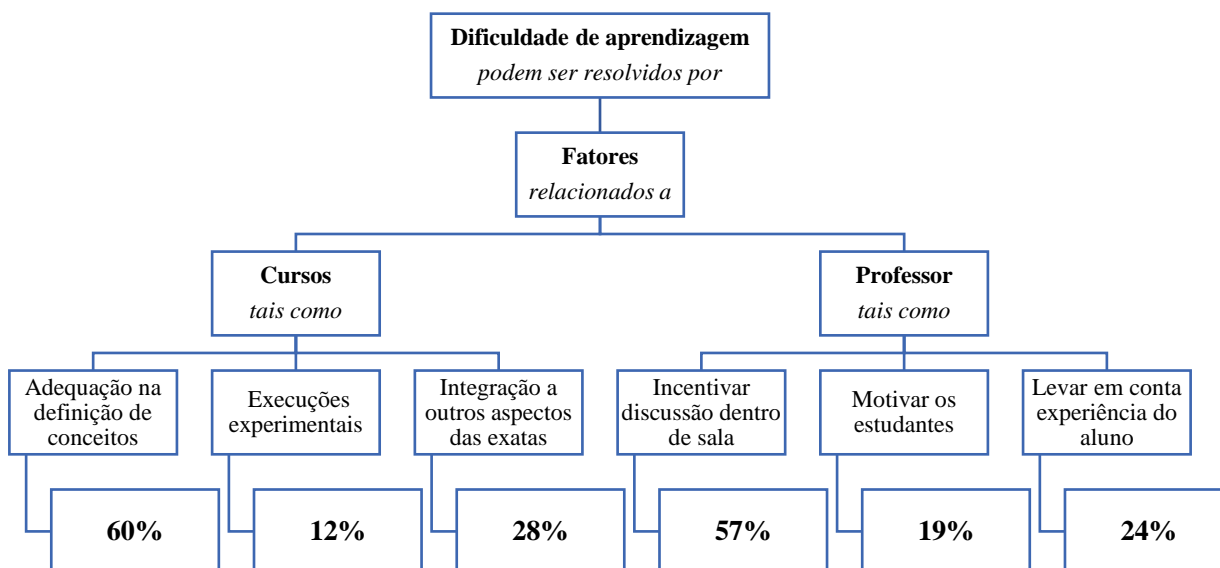 Dificuldade de aprendizagem
podem ser resolvidos por
Fatores
relacionados a
Cursos
tais como
Professor
tais como
Adequação na
definição de
conceitos
Execuções
experimentais
Integração a
outros aspectos
das exatas
Incentivar
discussão dentro
de sala
Motivar os
estudantes
Levar em conta
experiência do
aluno
60%
12%
28%
57%
19%
24%